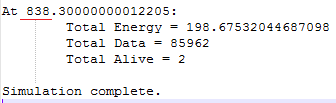 At 838.30000000012205:
Total Energy = 198.67532044687098
Total Data = 85962
Total Alive = 2
Simulation complete.